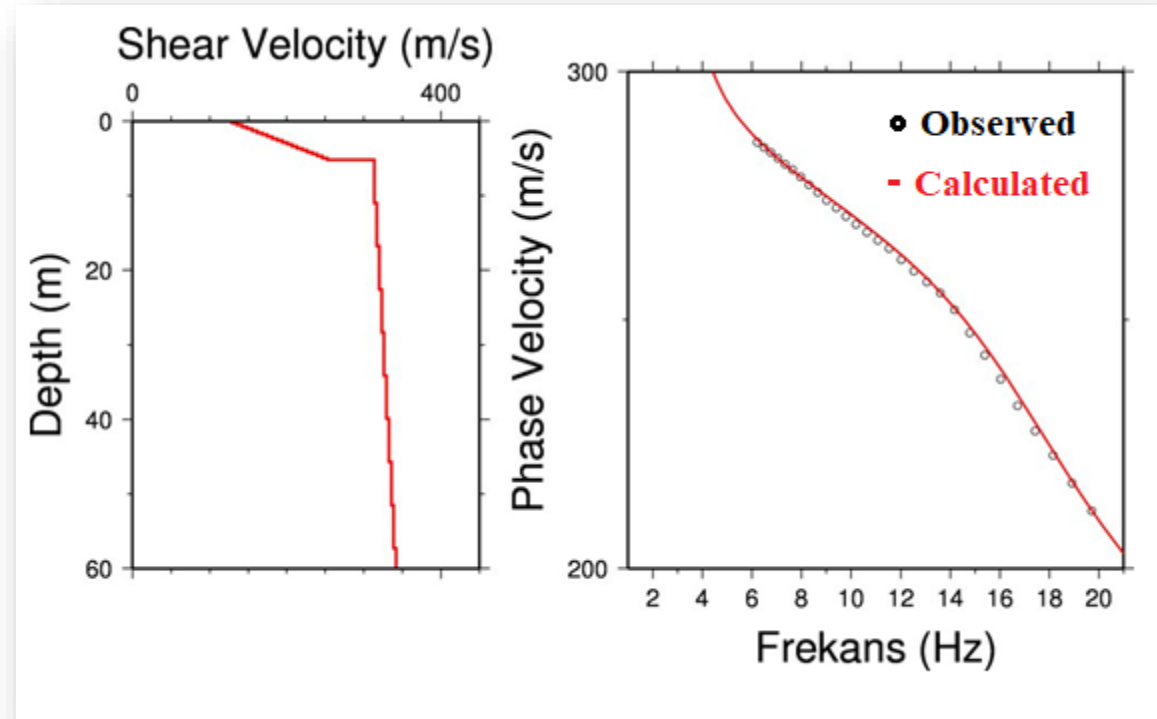 Shear Velocity (m/s)
0 400
0
20
40
60
Depth (m)
300
200
Phase Velocity (m/s)
Observed
Calculated
2 4 6 8 10 12 14 16 18 20
Frekans (Hz)